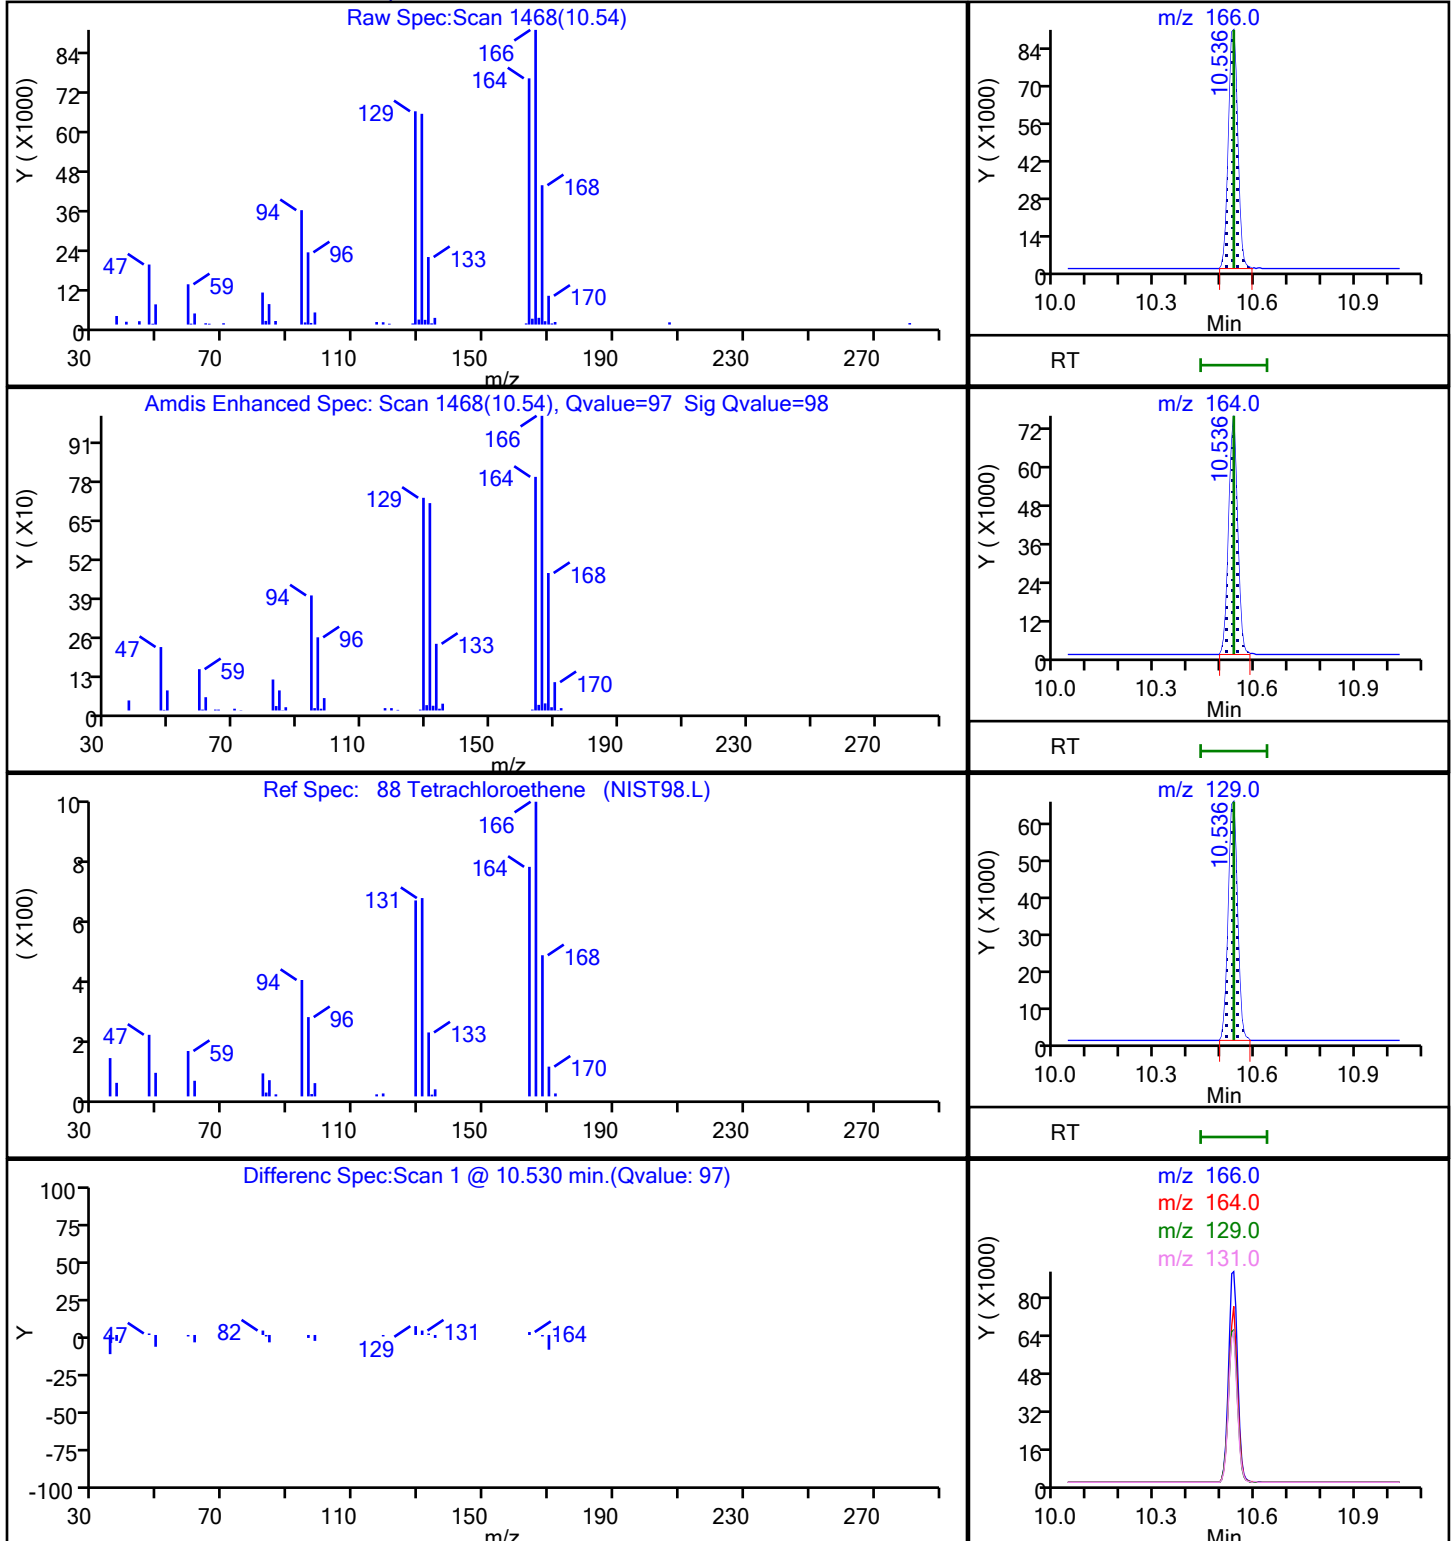 Raw Spec:Scan 1468(10.54)
Y ( X1000)
84
72
60
48
36
24
12
0
166
164
129
168
94
96
133
47
59
170
30 70 110 150 190 230 270
m/z
m/z 166.0
Y ( X1000)
84
70
56
42
28
14
0
10.536
10.0 10.3 10.6 10.9
Min
RT
Amdis Enhanced Spec: Scan 1468(10.54), Qvalue=97 Sig Qvalue=98
Y ( X10)
91
78
65
52
39
26
13
0
166
164
129
168
94
96
133
47
59
170
30 70 110 150 190 230 270
m/z
m/z 164.0
Y ( X1000)
72
60
48
36
24
12
0
10.536
10.0 10.3 10.6 10.9
Min
RT
Ref Spec: 88 Tetrachloroethene (NIST98.L)
( X100)
10
8
6
4
2
0
166
164
131
168
94
96
133
47
59
170
30 70 110 150 190 230 270
m/z 129.0
Y ( X1000)
60
50
40
30
20
10
0
10.536
10.0 10.3 10.6 10.9
Min
RT
Differenc Spec:Scan 1 @ 10.530 min.(Qvalue: 97)
Y
100
75
50
25
0
-25
-50
-75
-100
47
82
129
131
164
30 70 110 150 190 230 270
m/z
m/z 166.0
m/z 164.0
m/z 129.0
m/z 131.0
Y ( X1000)
80
64
48
32
16
0
10.0 10.3 10.6 10.9
Min